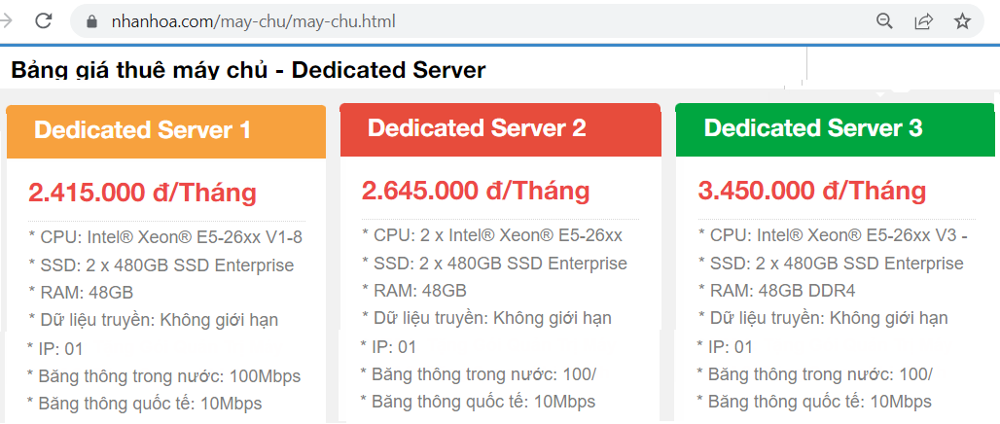 nhanhoa.com/may-chu/may-chu.html
Bảng giá thuê máy chủ - Dedicated Server
Dedicated Server 1
2.415.000 đ/Tháng
* CPU: Intel® Xeon® E5-26xx V1-8
* SSD: 2 x 480GB SSD Enterprise
* RAM: 48GB
* Dữ liệu truyền: Không giới hạn
* IP: 01
* Băng thông trong nước: 100Mbps
* Băng thông quốc tế: 10Mbps
Dedicated Server 2
2.645.000 đ/Tháng
* CPU: 2 x Intel® Xeon® E5-26xx
* SSD: 2 x 480GB SSD Enterprise
* RAM: 48GB
* Dữ liệu truyền: Không giới hạn
* IP: 01
* Băng thông trong nước: 100/
* Băng thông quốc tế: 10Mbps
Dedicated Server 3
3.450.000 đ/Tháng
* CPU: Intel® Xeon® E5-26xx V3 -
* SSD: 2 x 480GB SSD Enterprise
* RAM: 48GB DDR4
* Dữ liệu truyền: Không giới hạn
* IP: 01
* Băng thông trong nước: 100/
* Băng thông quốc tế: 10Mbps